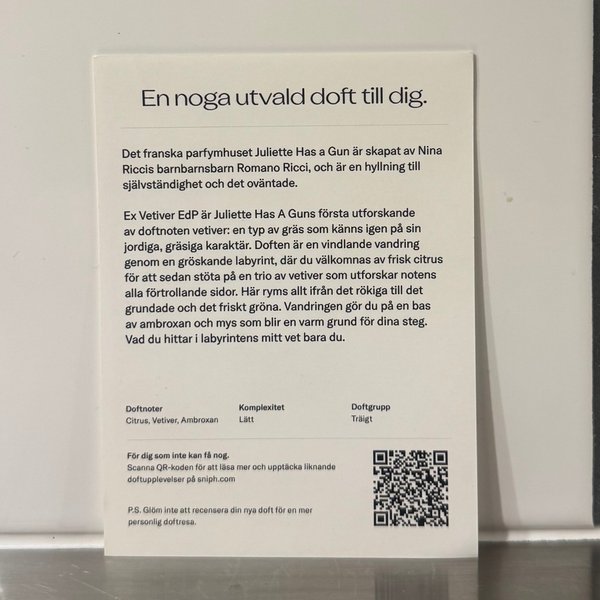 En noga utvald doft till dig.
Det franska parfymhuset Juliette Has a Gun är skapat av Nina
Riccis barnbarnsbarn Romano Ricci, och är en hyllning till
självständighet och det oväntade.
Ex Vetiver EdP är Juliette Has A Guns första utforskande
av doftnoten vetiver: en typ av gräs som känns igen på sin
jordiga, gräsiga karaktär. Doften är en vindlande vandring
genom en gröskande labyrint, där du välkomnas av frisk citrus
för att sedan stöta på en trio av vetiver som utforskar notens
alla förtrollande sidor. Här ryms allt ifrån det rökiga till det
grundade och det friskt gröna. Vandringen gör du på en bas
av ambroxan och mys som blir en varm grund för dina steg.
Vad du hittar i labyrintens mitt vet bara du.
Doftnoter
Citrus, Vetiver, Ambroxan
Komplexitet
Lätt
Doftgrupp
Träigt
För dig som inte kan få nog.
Scanna QR-koden för att läsa mer och upptäcka liknande
doftupplevelser på sniph.com
P.S. Glöm inte att recensera din nya doft för en mer
personlig doftresa.